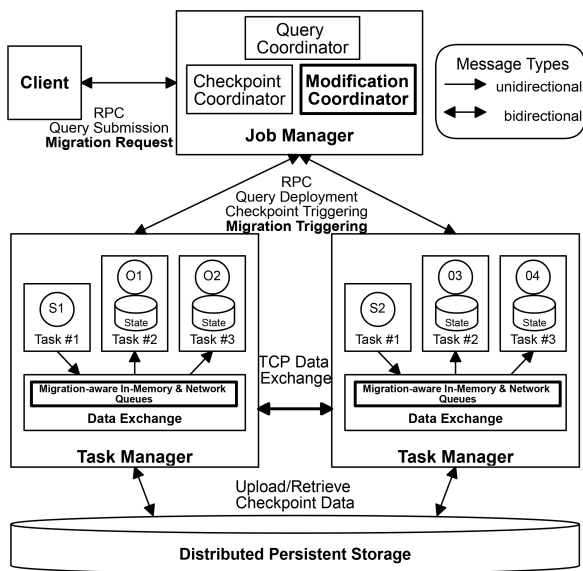 Query
Coordinator
Client
Checkpoint
Coordinator
Modification
Coordinator
Job Manager
Message Types
unidirectional
bidirectional
RPC
Query Submission
Migration Request
RPC
Query Deployment
Checkpoint Triggering
Migration Triggering
S1
Task #1
O1
State
Task #2
O2
State
Task #3
Migration-aware In-Memory & Network
Queues
Data Exchange
Task Manager
TCP Data
Exchange
S2
Task #1
03
State
Task #2
04
State
Task #3
Migration-aware In-Memory & Network
Queues
Data Exchange
Task Manager
Upload/Retrieve
Checkpoint Data
Distributed Persistent Storage